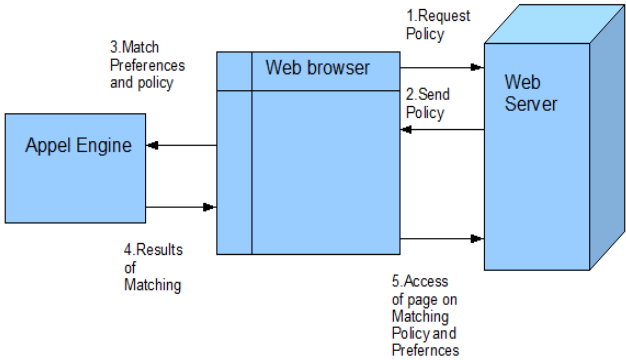 1.Request
Policy
3.Match
Preferences
and policy
Web browser
Web
Server
2.Send
Policy
Appel Engine
4.Results
of
Matching
5.Access
of page on
Matching
Policy and
Prefernces